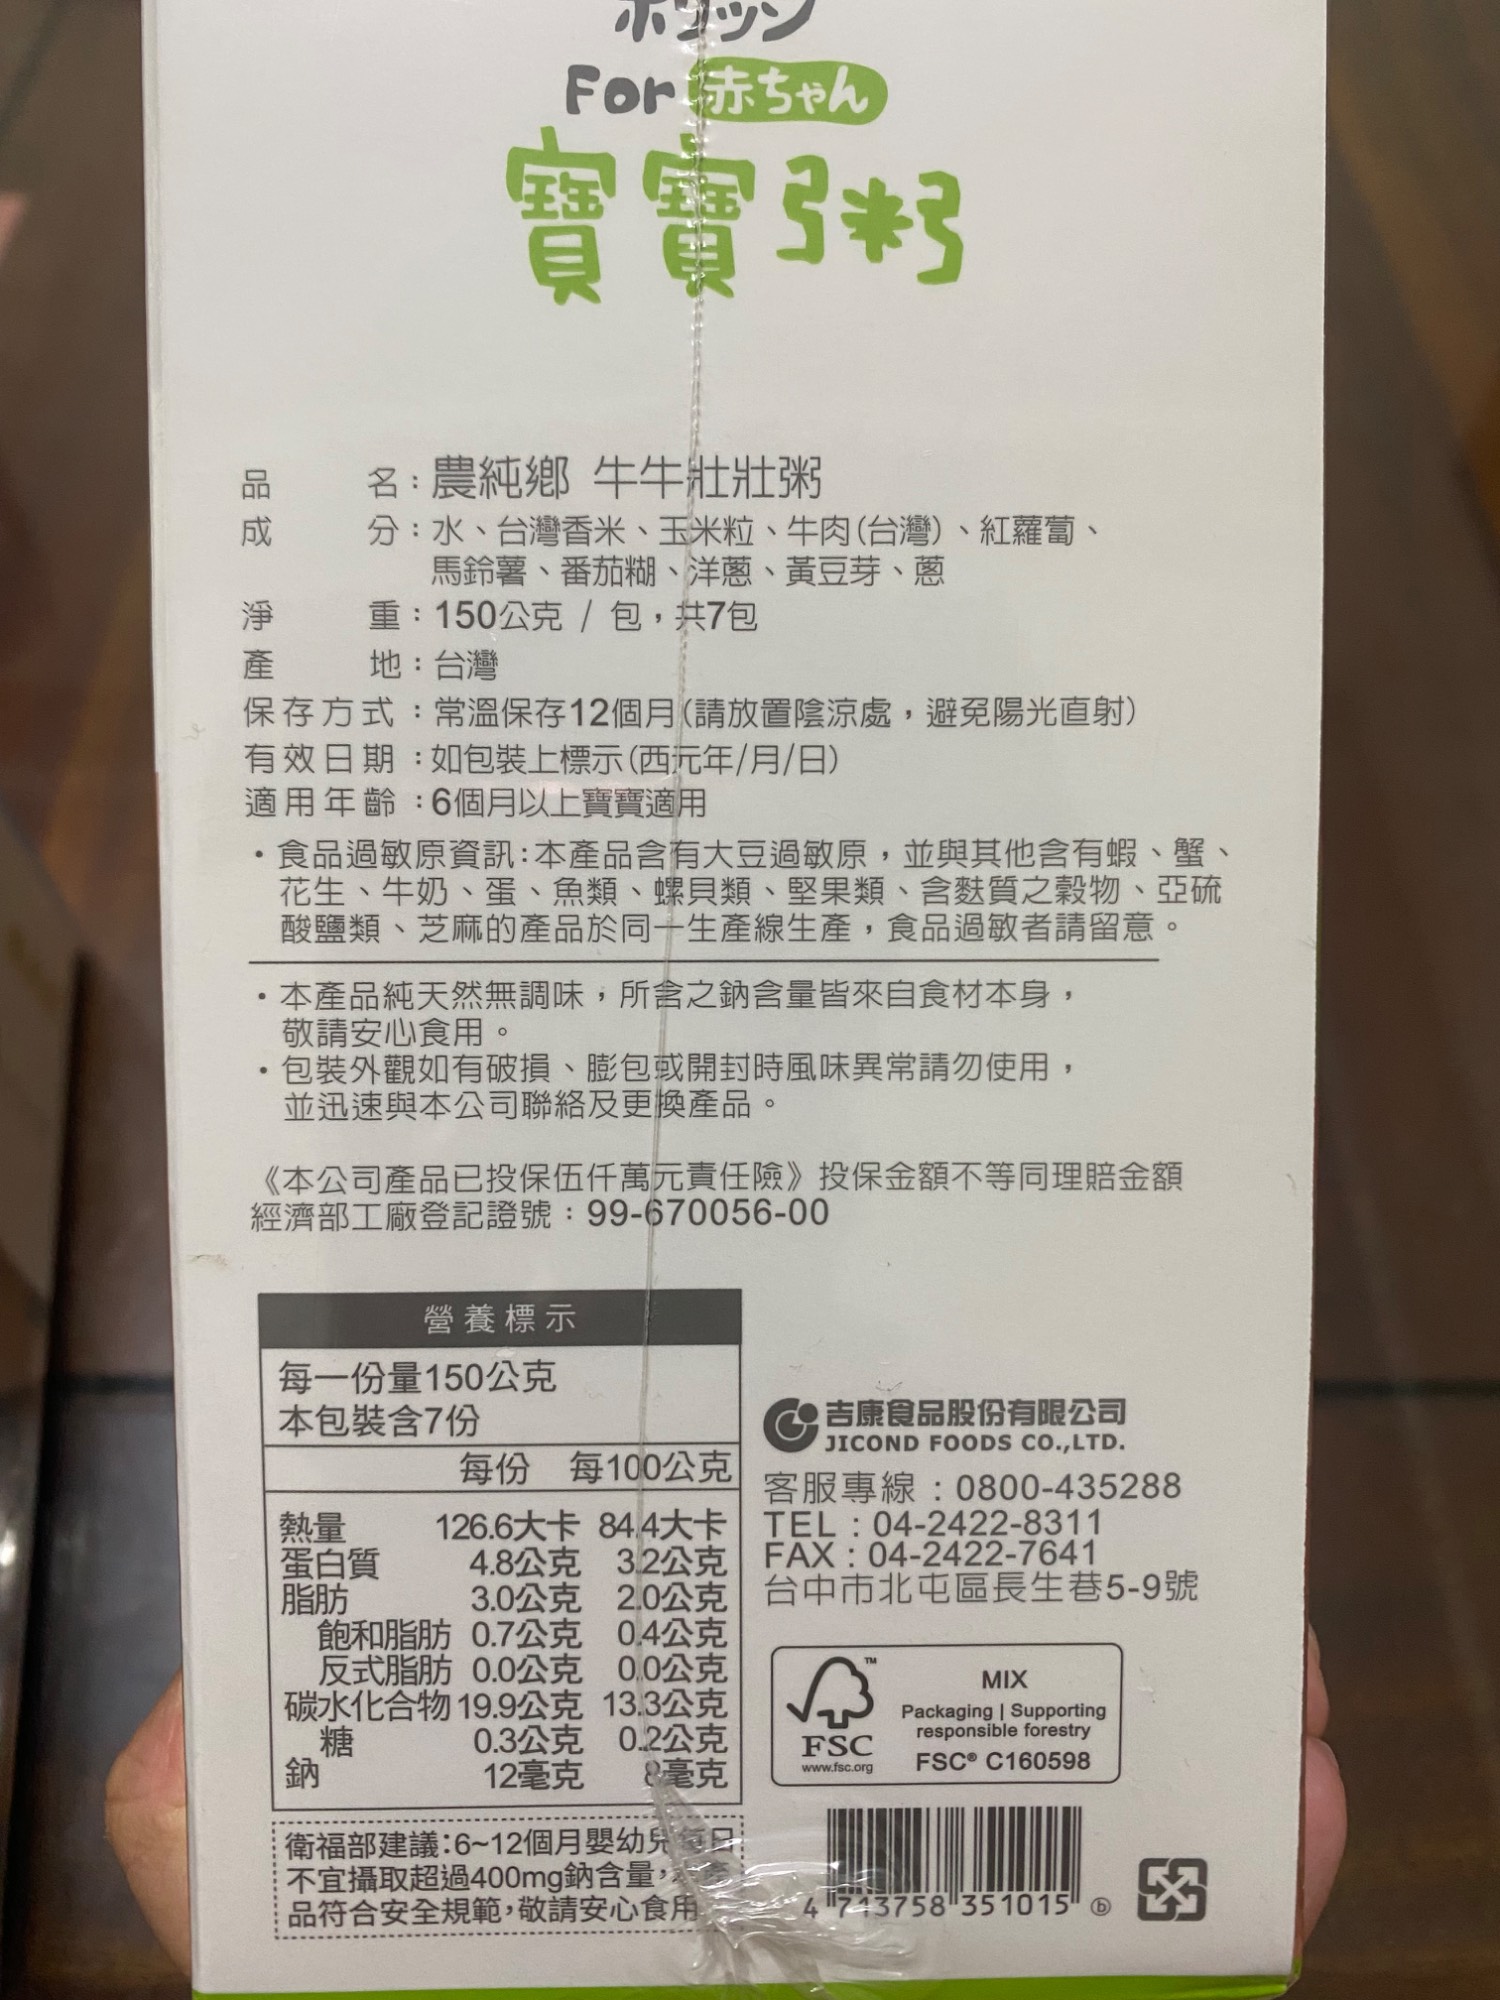 ポリッツ
For 赤ちゃん
寶寶粥
品名：農純鄉 牛牛壯壯粥
成分：水、台灣香米、玉米粒、牛肉(台灣)、紅蘿蔔、
馬鈴薯、番茄糊、洋蔥、黃豆芽、蔥
淨重：150公克 / 包，共7包
產地：台灣
保存方式：常溫保存12個月(請放置陰涼處，避免陽光直射)
有效日期：如包裝上標示(西元年/月/日)
適用年齡：6個月以上寶寶適用
・食品過敏原資訊：本產品含有大豆過敏原，並與其他含有蝦、蟹、
花生、牛奶、蛋、魚類、螺貝類、堅果類、含麩質之穀物、亞硫
酸鹽類、芝麻的產品於同一生產線生產，食品過敏者請留意。
・本產品純天然無調味，所含之鈉含量皆來自食材本身，
敬請安心食用。
・包裝外觀如有破損、膨包或開封時風味異常請勿使用，
並迅速與本公司聯絡及更換產品。
《本公司產品已投保伍仟萬元責任險》投保金額不等同理賠金額
經濟部工廠登記證號：99-670056-00
營養標示
每一份量150公克
本包裝含7份
每份 每100公克
熱量 126.6大卡 84.4大卡
蛋白質 4.8公克 3.2公克
脂肪 3.0公克 2.0公克
飽和脂肪 0.7公克 0.4公克
反式脂肪 0.0公克 0.0公克
碳水化合物 19.9公克 13.3公克
糖 0.3公克 0.2公克
鈉 12毫克 8毫克
衛福部建議：6~12個月嬰幼兒每日
不宜攝取超過400mg鈉含量，本產
品符合安全規範，敬請安心食用
吉康食品股份有限公司
JICOND FOODS CO.,LTD.
客服專線：0800-435288
TEL：04-2422-8311
FAX：04-2422-7641
台中市北屯區長生巷5-9號
FSC
www.fsc.org
MIX
Packaging | Supporting
responsible forestry
FSC® C160598
4 713758 351015 ⓑ